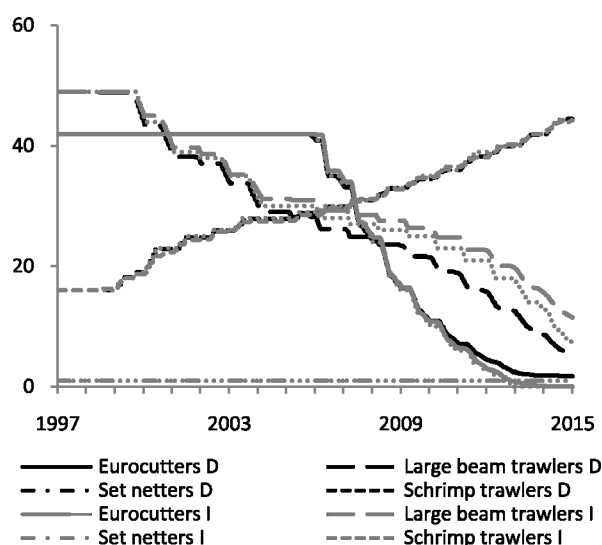 60
40
20
0
1997 2003 2009 2015
Eurocutters D Large beam trawlers D
Set netters D Schrimp trawlers D
Eurocutters I Large beam trawlers I
Set netters I Schrimp trawlers I